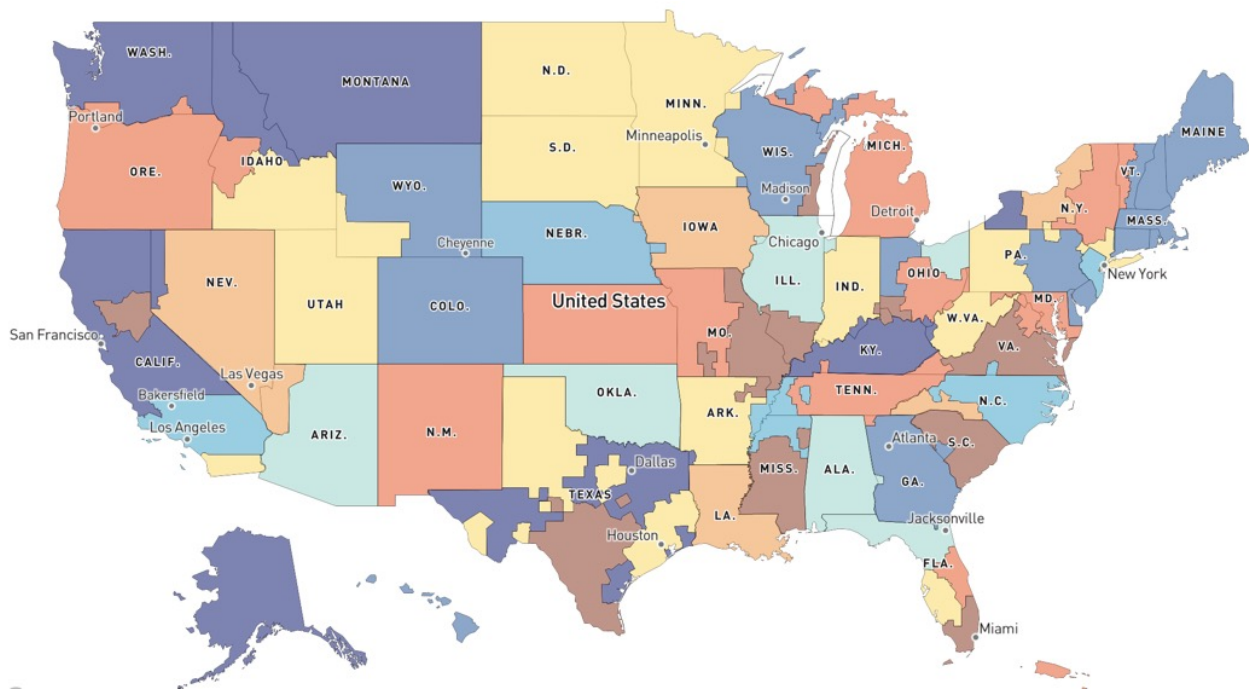 WASH.
MONTANA
N.D.
MINN.
MAINE
Portland
Minneapolis
S.D.
WIS.
MICH.
VT.
ORE.
IDAHO
WYO.
Madison
Detroit
N.Y.
MASS.
NEBR.
IOWA
Chicago
Cheyenne
PA.
New York
OHIO
NEV.
UTAH
COLO.
United States
ILL.
IND.
MD.
W.VA.
San Francisco
MO.
KY.
VA.
CALIF.
Las Vegas
Bakersfield
OKLA.
TENN.
N.C.
Los Angeles
ARIZ.
N.M.
ARK.
Atlanta
S.C.
Dallas
MISS.
ALA.
GA.
TEXAS
LA.
Jacksonville
Houston
FLA.
Miami